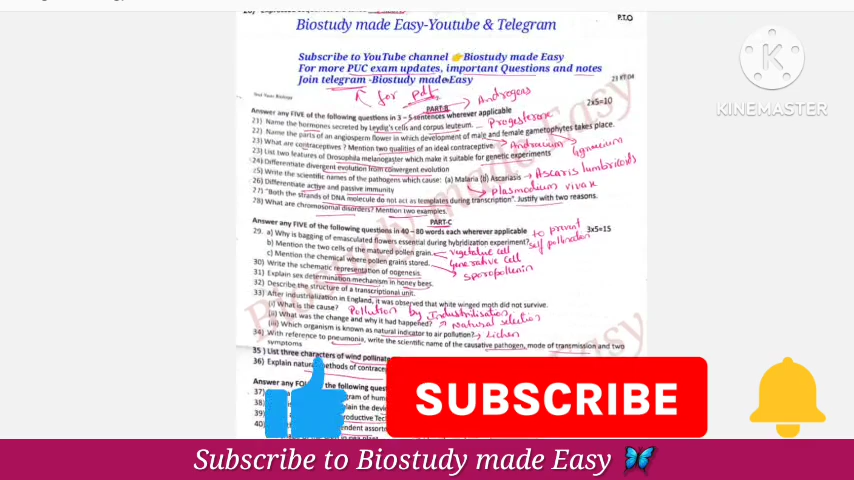 Biostudy made Easy-Youtube & Telegram
P.T.O
Subscribe to YouTube channel 👉Biostudy made Easy
For more PUC exam updates, important Questions and notes
Join telegram -Biostudy made Easy
for pdf
Androgens
PART-B
2x5=10
Answer any FIVE of the following questions in 3 – 5 sentences wherever applicable
21) Name the hormones secreted by Leydig's cells and corpus leuteum. – Progesterone
22) Name the parts of an angiosperm flower in which development of male and female gametophytes takes place.
23) What are contraceptives ? Mention two qualities of an ideal contraceptive. Androecium
23) List two features of Drosophila melanogaster which make it suitable for genetic experiments
24) Differentiate divergent evolution from convergent evolution
25) Write the scientific names of the pathogens which cause: (a) Malaria (B) Ascariasis → Ascaris lumbricoids
26) Differentiate active and passive immunity
Plasmodium vivax
27) "Both the strands of DNA molecule do not act as templates during transcription". Justify with two reasons.
28) What are chromosomal disorders? Mention two examples.
PART-C
Answer any FIVE of the following questions in 40 – 80 words each wherever applicable
3x5=15
29. a) Why is bagging of emasculated flowers essential during hybridization experiment? to prevent self pollination
b) Mention the two cells of the matured pollen grain. vegetative cell
Generative cell
c) Mention the chemical where pollen grains stored. sporopollenin
30) Write the schematic representation of oogenesis.
31) Explain sex determination mechanism in honey bees.
32) Describe the structure of a transcriptional unit.
33) After industrialization in England, it was observed that white winged moth did not survive.
(i) What is the cause? Pollution by Industrilisation
(ii) What was the change and why it had happened? → Natural selection
(iii) Which organism is known as natural indicator to air pollution? → Lichen
34) With reference to pneumonia, write the scientific name of the causative pathogen, mode of transmission and two
symptoms
35 ) List three characters of wind pollinate
36) Explain natural methods of contracep
Answer any FO of the following quest
37)
38)
39)
40)
SUBSCRIBE
K
KINEMASTER
Subscribe to Biostudy made Easy 🦋